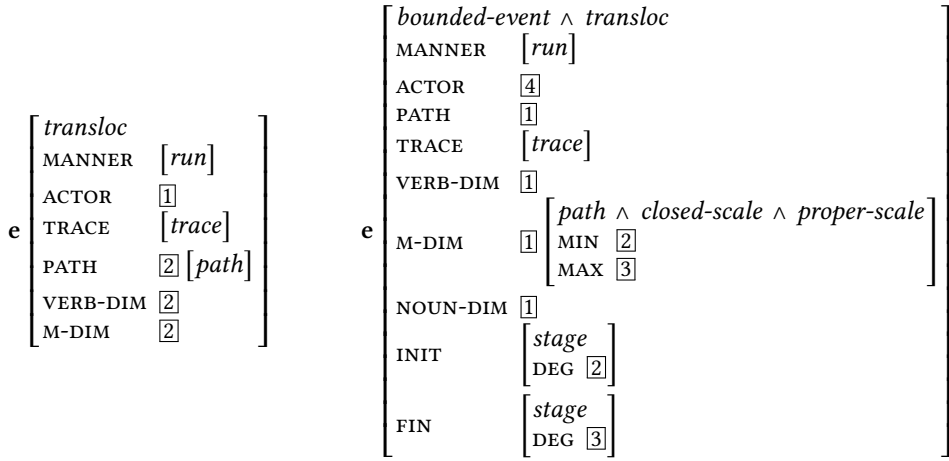 e
transloc
MANNER [run]
ACTOR 1
TRACE [trace]
PATH 2 [path]
VERB-DIM 2
M-DIM 2
e
bounded-event ∧ transloc
MANNER [run]
ACTOR 4
PATH 1
TRACE [trace]
VERB-DIM 1
M-DIM 1
path ∧ closed-scale ∧ proper-scale
MIN 2
MAX 3
NOUN-DIM 1
INIT
stage
DEG 2
FIN
stage
DEG 3